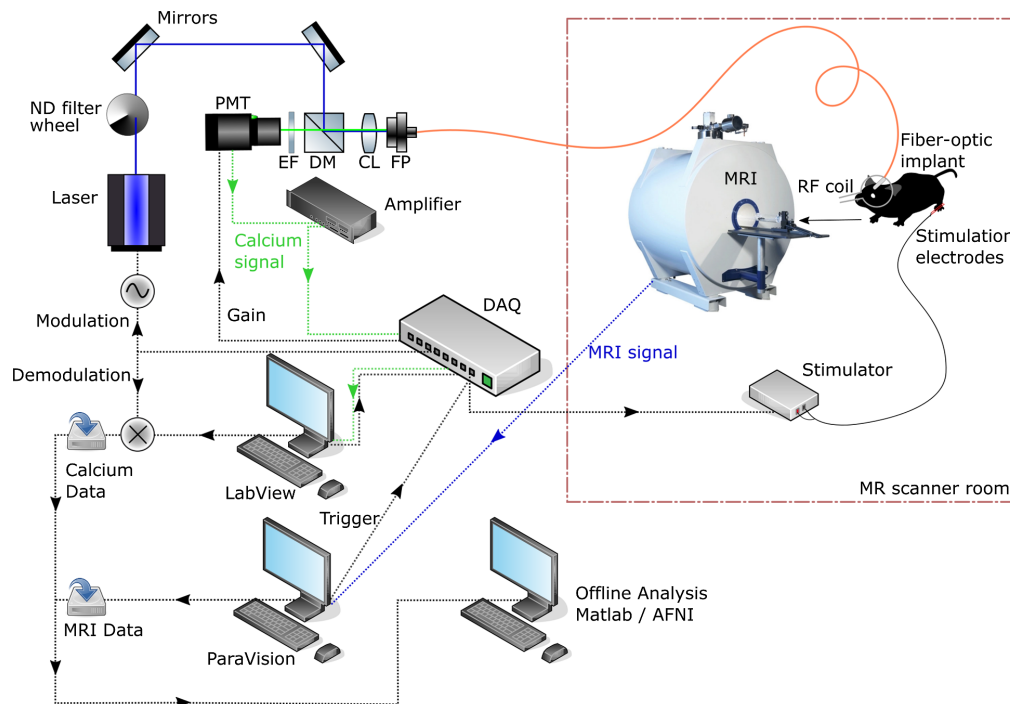 Mirrors
ND filter
wheel
PMT
EF
DM
CL
FP
Fiber-optic
implant
MRI
RF coil
Laser
Amplifier
Stimulation
electrodes
Calcium
signal
Modulation
Gain
DAQ
MRI signal
Demodulation
Stimulator
Calcium
Data
LabView
MR scanner room
Trigger
Offline Analysis
Matlab / AFNI
MRI Data
ParaVision